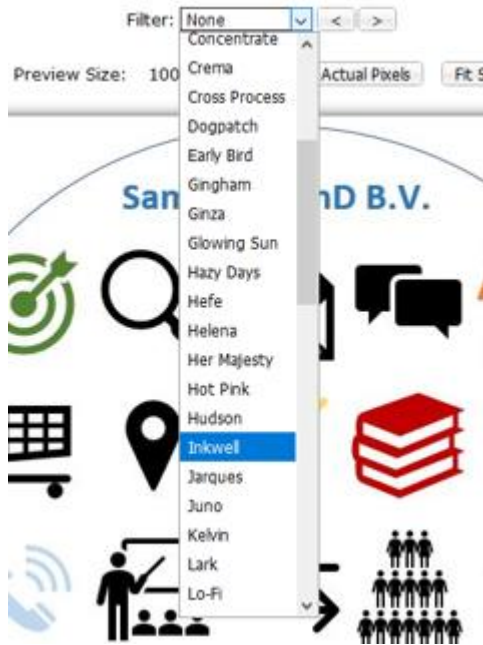 Filter: None < >
Concentrate
Preview Size: 100 Actual Pixels Fit S
Crema
Cross Process
Dogpatch
Early Bird
Gingham
San nD B.V.
Ginza
Glowing Sun
Hazy Days
Hefe
Helena
Her Majesty
Hot Pink
Hudson
Inkwell
Jarques
Juno
Kelvin
Lark
Lo-Fi